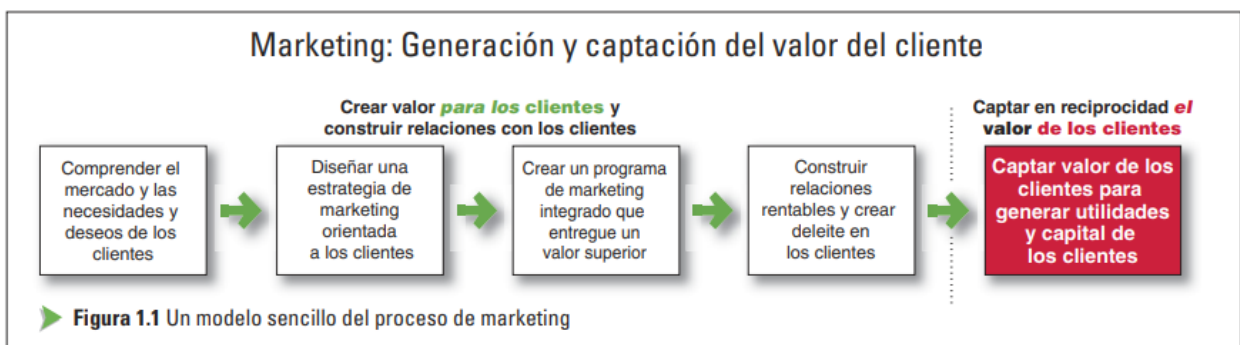 Marketing: Generación y captación del valor del cliente
Crear valor para los clientes y
construir relaciones con los clientes
Captar en reciprocidad el
valor de los clientes
Comprender el
mercado y las
necesidades y
deseos de los
clientes
Diseñar una
estrategia de
marketing
orientada
a los clientes
Crear un programa
de marketing
integrado que
entregue un
valor superior
Construir
relaciones
rentables y crear
deleite en
los clientes
Captar valor de los
clientes para
generar utilidades
y capital de
los clientes
Figura 1.1 Un modelo sencillo del proceso de marketing